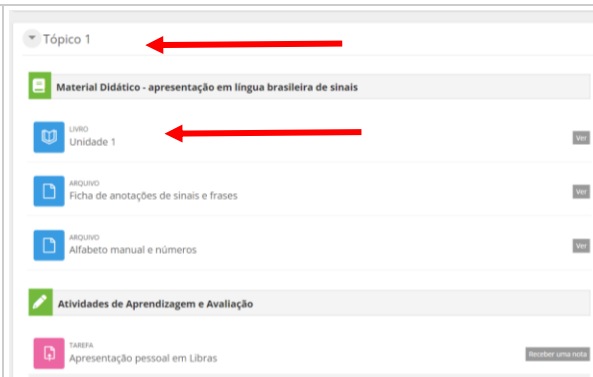 Tópico 1
Material Didático - apresentação em língua brasileira de sinais
LIVRO
Unidade 1
Ver
ARQUIVO
Ficha de anotações de sinais e frases
Ver
ARQUIVO
Alfabeto manual e números
Ver
Atividades de Aprendizagem e Avaliação
TAREFA
Apresentação pessoal em Libras
Receber uma nota